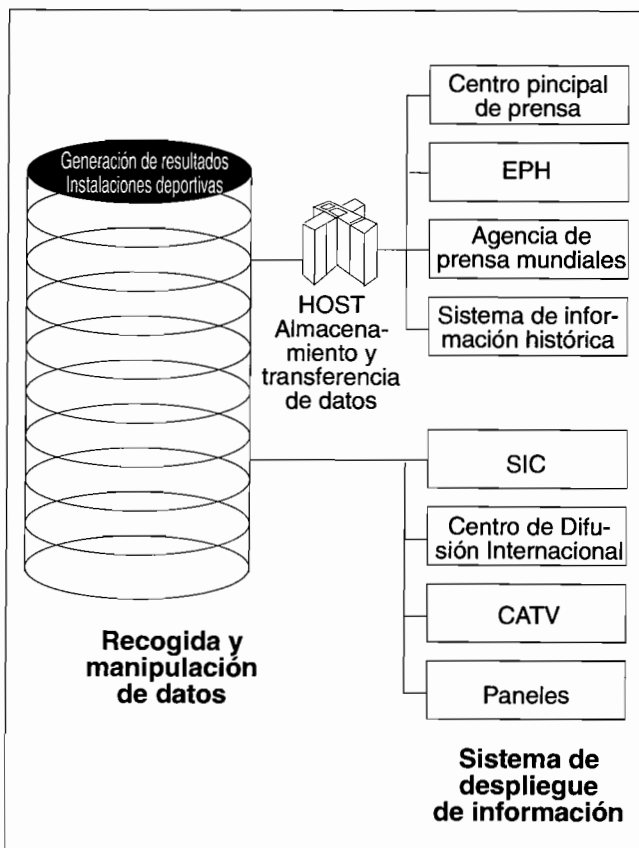 Generación de resultados
Instalaciones deportivas
HOST
Almacena-
miento y
transferencia
de datos
Recogida y
manipulación
de datos
Centro pincipal
de prensa
EPH
Agencia de
prensa mundiales
Sistema de infor-
mación histórica
SIC
Centro de Difu-
sión Internacional
CATV
Paneles
Sistema de
despliegue
de información